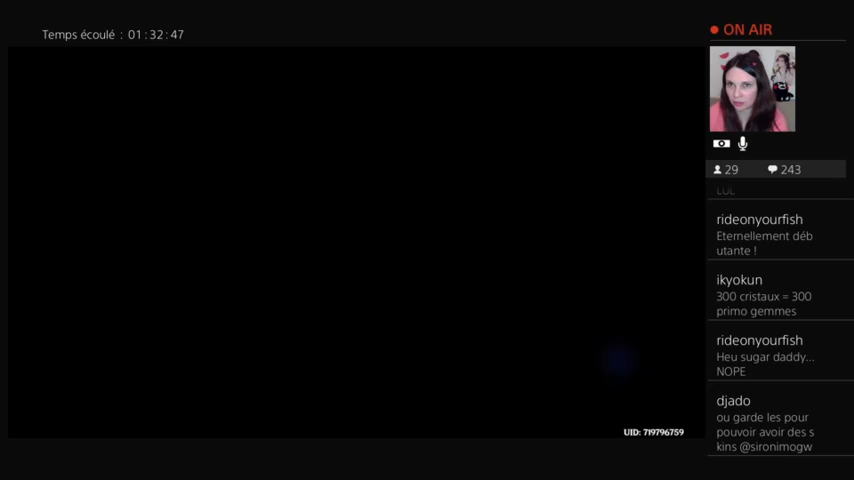 Temps écoulé : 01:32:47
ON AIR
29 243
LUL
rideonyourfish
Eternellement déb
utante !
ikyokun
300 cristaux = 300
primo gemmes
rideonyourfish
Heu sugar daddy...
NOPE
djado
ou garde les pour
pouvoir avoir des s
kins @sironimogw
UID: 719796759